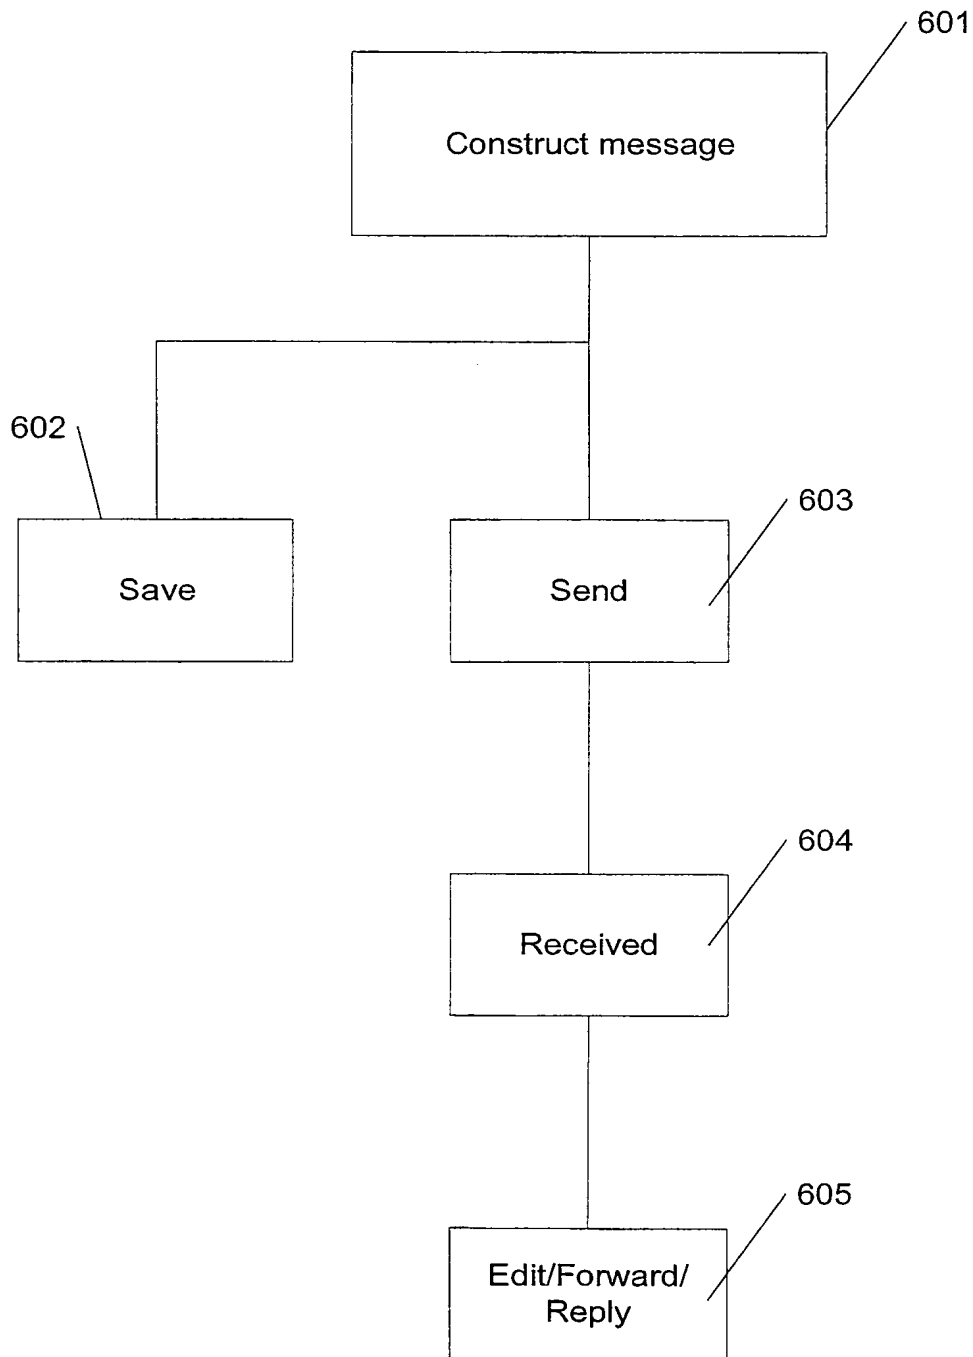 601
Construct message
602
603
Save
Send
604
Received
605
Edit/Forward/
Reply